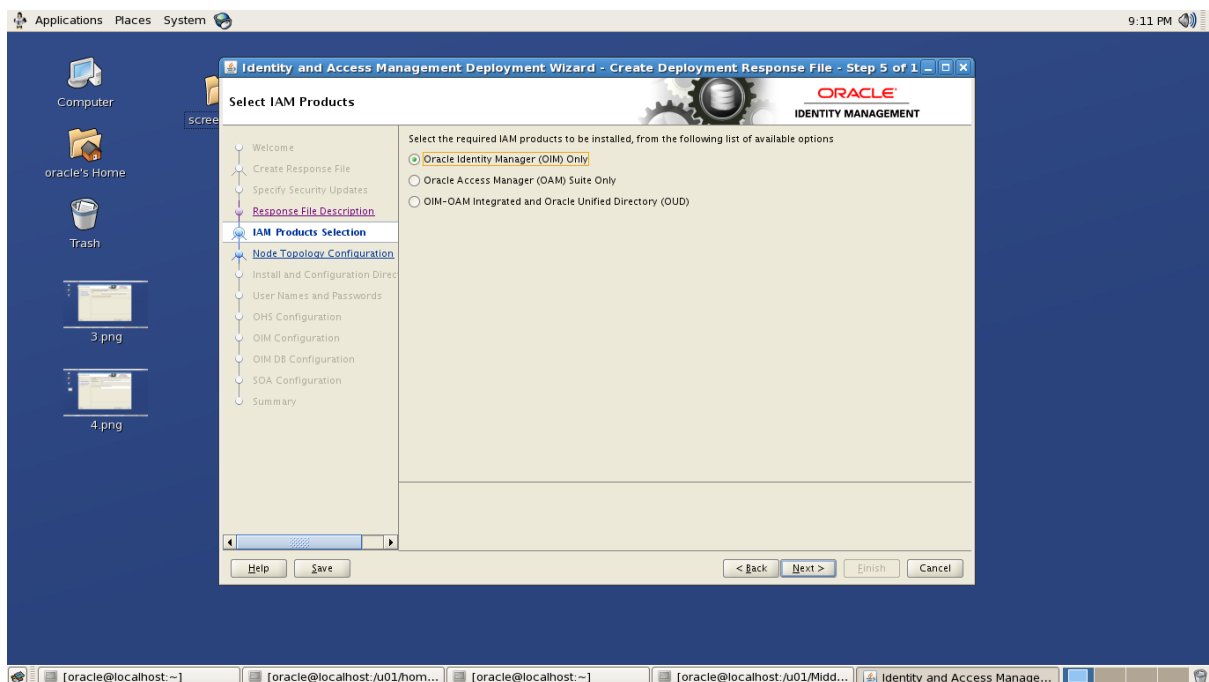 Applications Places System
9:11 PM
Computer
scree
oracle's Home
Trash
3.png
4.png
Identity and Access Management Deployment Wizard - Create Deployment Response File - Step 5 of 1
Select IAM Products
ORACLE
IDENTITY MANAGEMENT
Welcome
Create Response File
Specify Security Updates
Response File Description
IAM Products Selection
Node Topology Configuration
Install and Configuration Direc
User Names and Passwords
OHS Configuration
OIM Configuration
OIM DB Configuration
SOA Configuration
Summary
Select the required IAM products to be installed, from the following list of available options
Oracle Identity Manager (OIM) Only
Oracle Access Manager (OAM) Suite Only
OIM-OAM Integrated and Oracle Unified Directory (OUD)
Help Save < Back Next > Finish Cancel
[oracle@localhost:~] [oracle@localhost:/u01/hom... [oracle@localhost:~] [oracle@localhost:/u01/Midd... Identity and Access Manage...